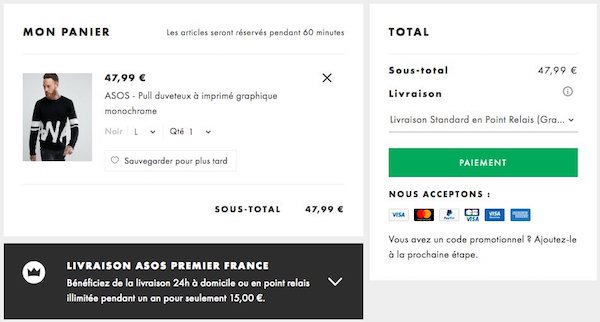 MON PANIER
Les articles seront réservés pendant 60 minutes
47,99 €
ASOS - Pull duveteux à imprimé graphique
monochrome
Noir L Qté 1
Sauvegarder pour plus tard
SOUS-TOTAL 47,99 €
LIVRAISON ASOS PREMIER FRANCE
Bénéficiez de la livraison 24h à domicile ou en point relais
illimitée pendant un an pour seulement 15,00 €.
TOTAL
Sous-total 47,99 €
Livraison
Livraison Standard en Point Relais (Gra...
PAIEMENT
NOUS ACCEPTONS :
VISA
PayPal
VISA
Vous avez un code promotionnel ? Ajoutez-le
à la prochaine étape.